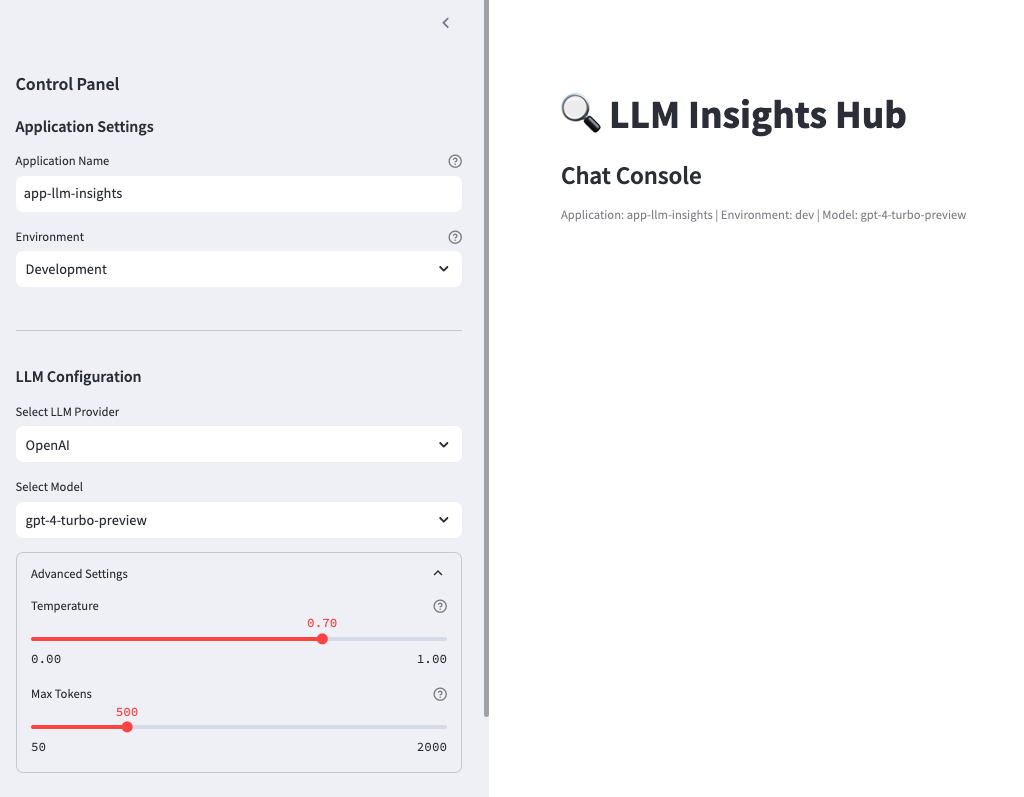 Control Panel
Application Settings
Application Name
app-llm-insights
Environment
Development
LLM Configuration
Select LLM Provider
OpenAI
Select Model
gpt-4-turbo-preview
Advanced Settings
Temperature
0.70
0.00 1.00
Max Tokens
500
50 2000
LLM Insights Hub
Chat Console
Application: app-llm-insights | Environment: dev | Model: gpt-4-turbo-preview